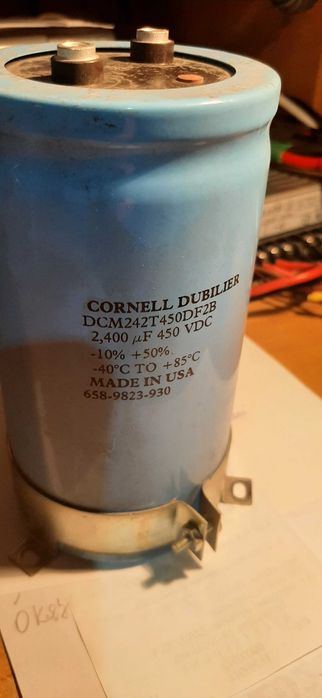 CORNELL DUBILIER
DCM242T450DF2B
2,400 µF 450 VDC
-10% +50%
-40°C TO +85°C
MADE IN USA
658-9823-930